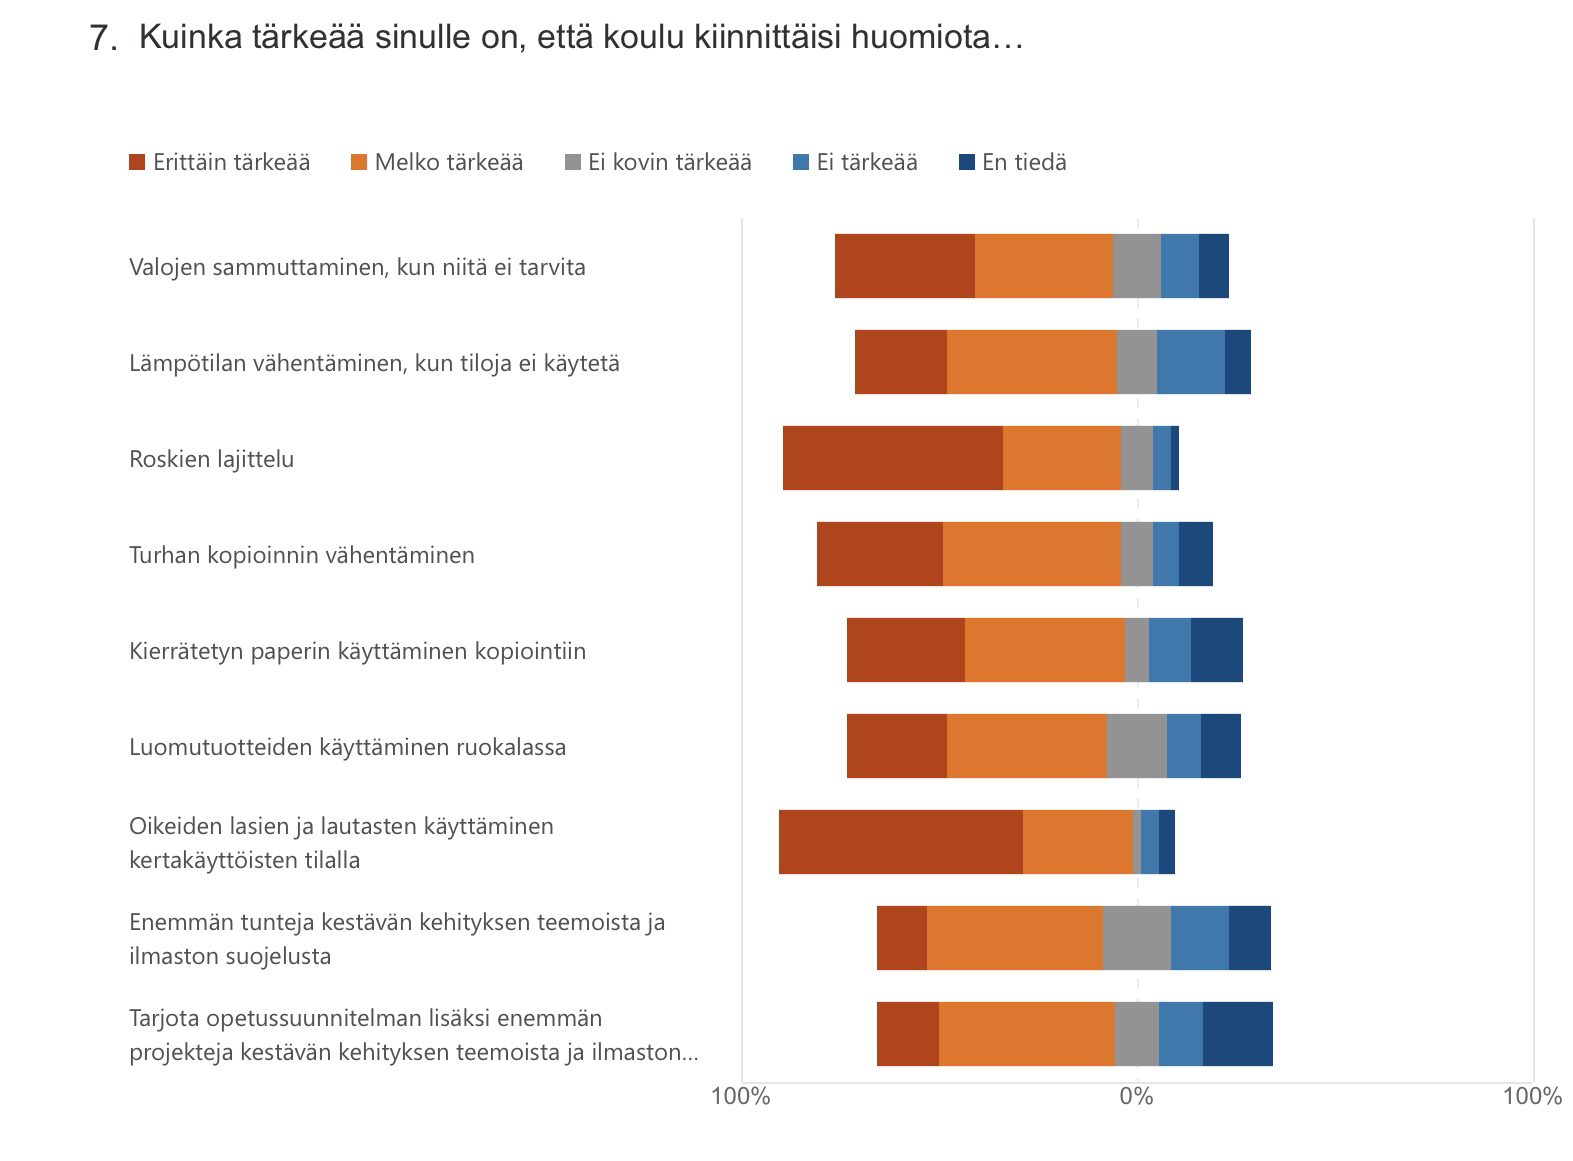 7. Kuinka tärkeää sinulle on, että koulu kiinnittäisi huomiota…
Erittäin tärkeää Melko tärkeää Ei kovin tärkeää Ei tärkeää En tiedä
Valojen sammuttaminen, kun niitä ei tarvita
Lämpötilan vähentäminen, kun tiloja ei käytetä
Roskien lajittelu
Turhan kopioinnin vähentäminen
Kierrätetyn paperin käyttäminen kopiointiin
Luomutuotteiden käyttäminen ruokalassa
Oikeiden lasien ja lautasten käyttäminen
kertakäyttöisten tilalla
Enemmän tunteja kestävän kehityksen teemoista ja
ilmaston suojelusta
Tarjota opetussuunnitelman lisäksi enemmän
projekteja kestävän kehityksen teemoista ja ilmaston…
100% 0% 100%